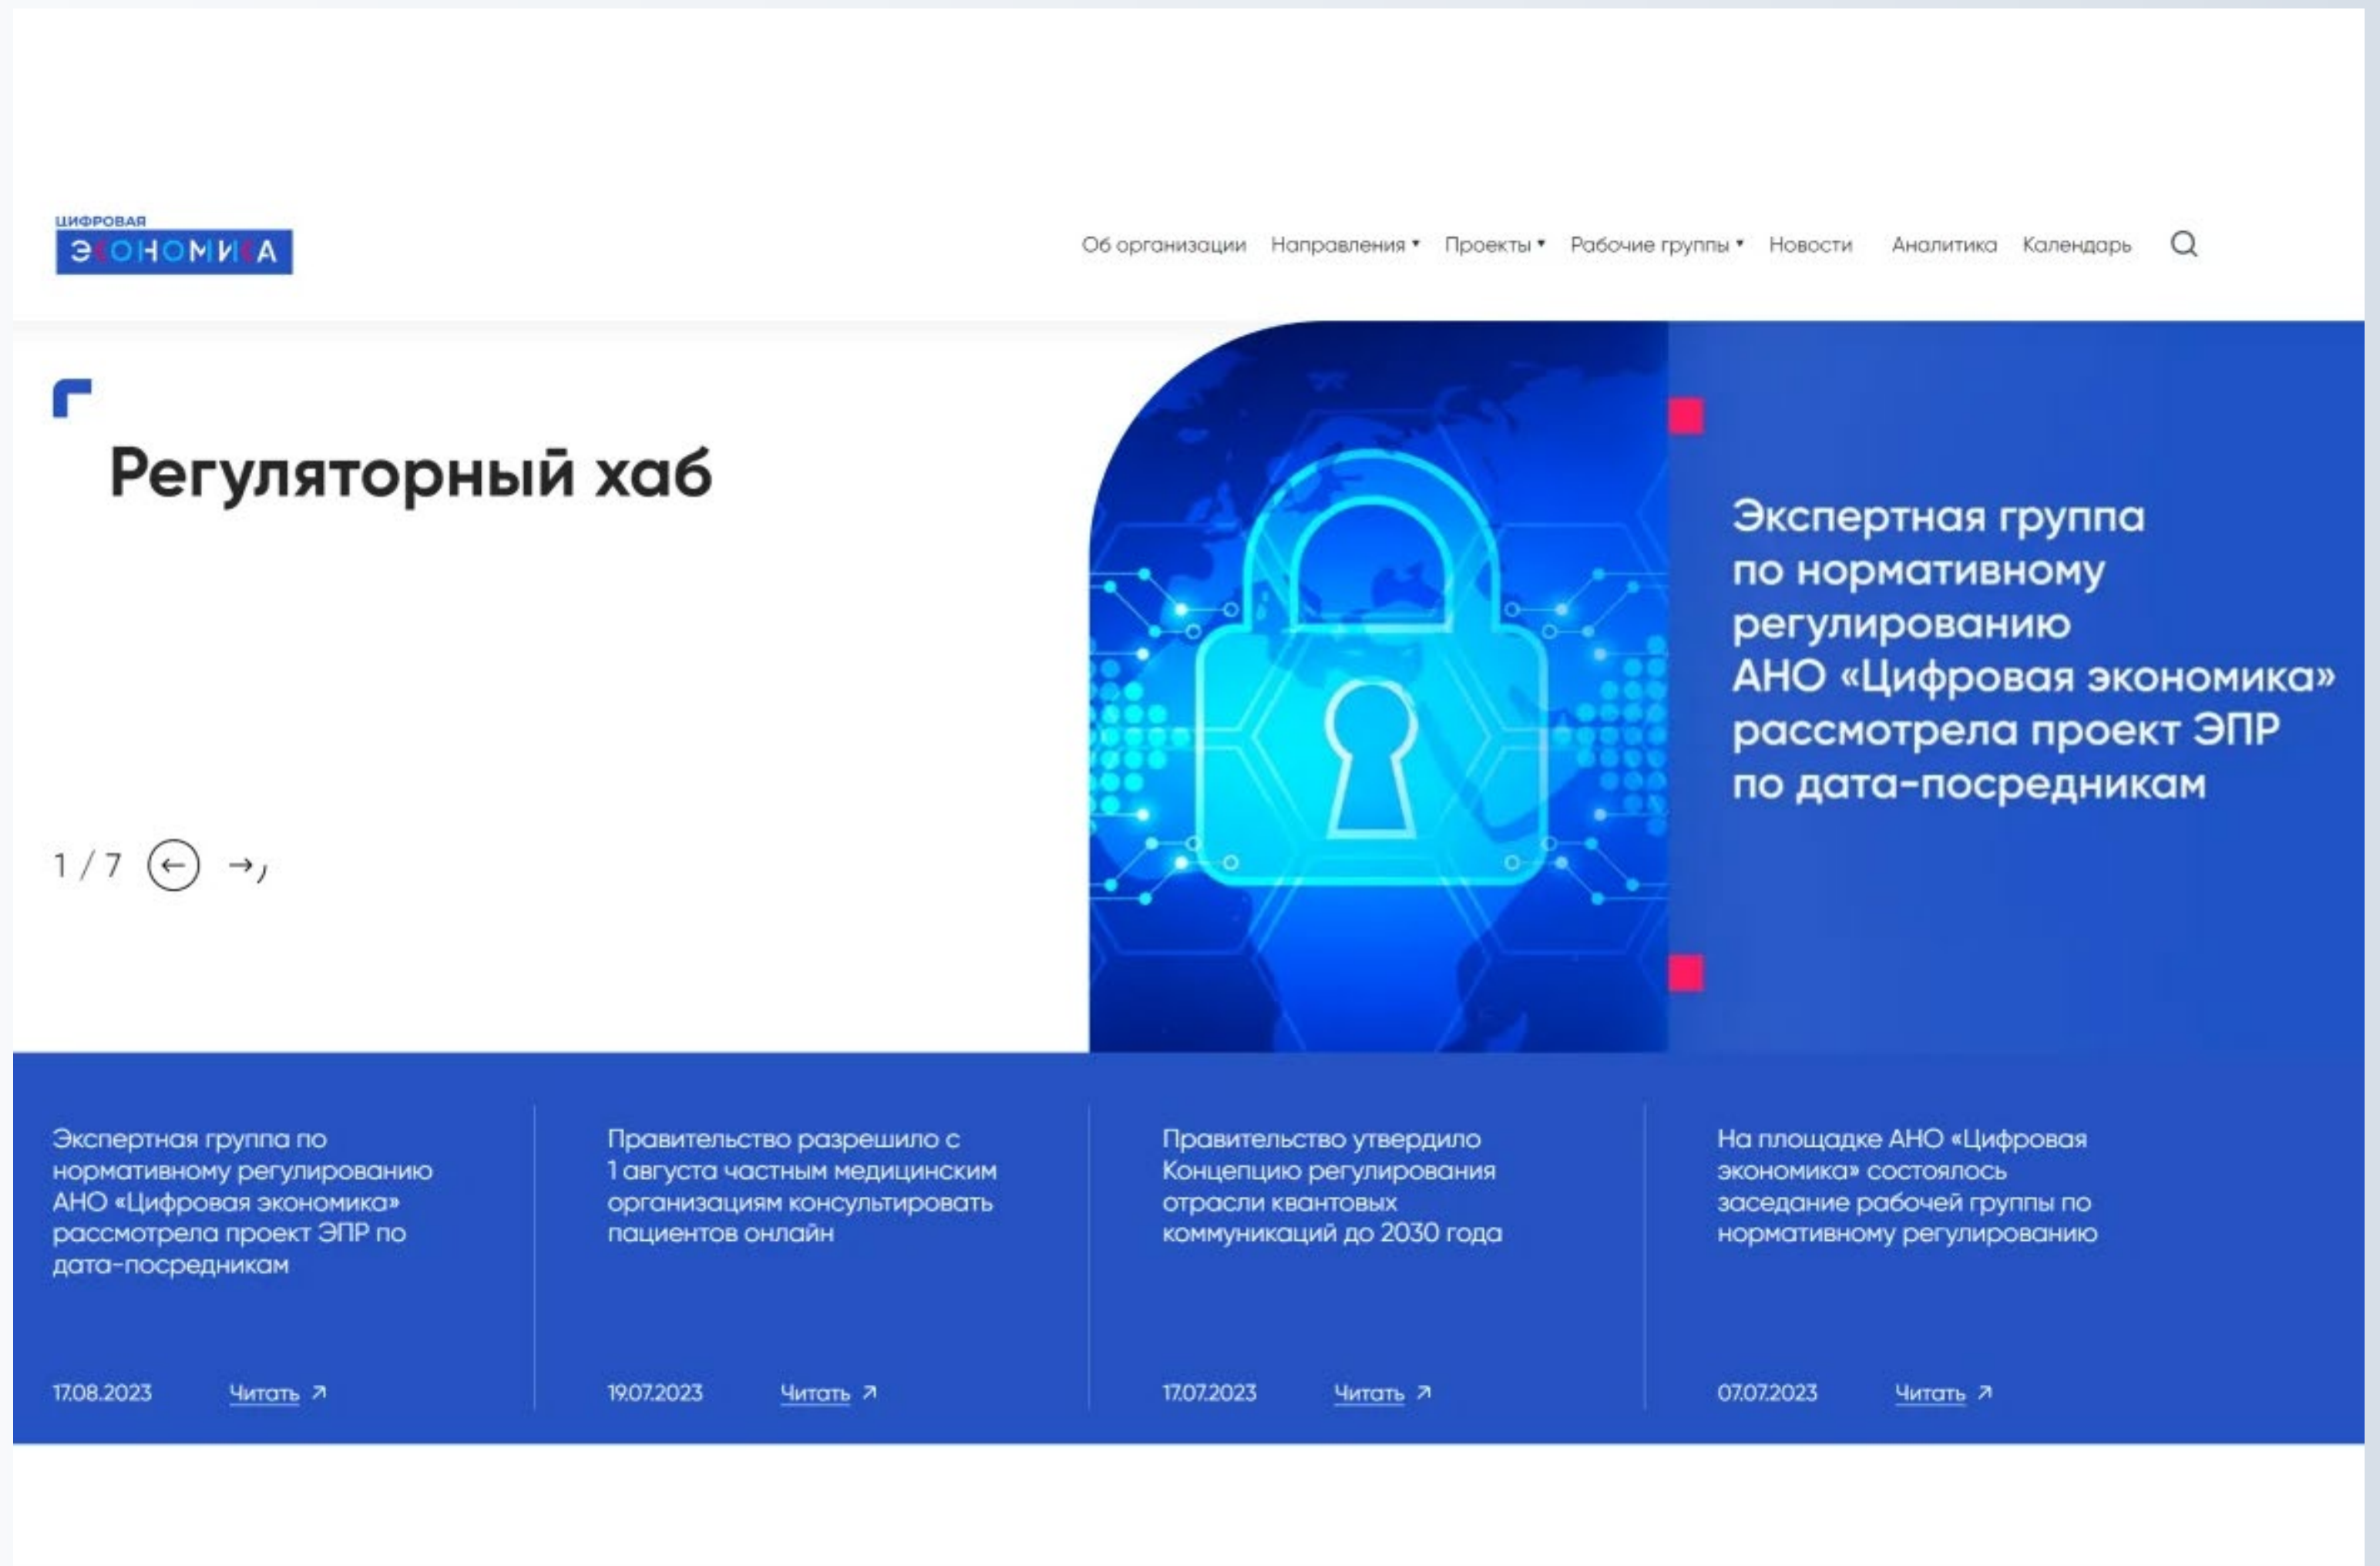 ЦИФРОВАЯ
ЭКОНОМИКА
Об организации Направления Проекты Рабочие группы Новости Аналитика Календарь
Регуляторный хаб
Экспертная группа
по нормативному
регулированию
АНО «Цифровая экономика»
рассмотрела проект ЭПР
по дата-посредникам
1 / 7
Экспертная группа по
нормативному регулированию
АНО «Цифровая экономика»
рассмотрела проект ЭПР по
дата-посредникам
17.08.2023 Читать
Правительство разрешило с
1 августа частным медицинским
организациям консультировать
пациентов онлайн
19.07.2023 Читать
Правительство утвердило
Концепцию регулирования
отрасли квантовых
коммуникаций до 2030 года
17.07.2023 Читать
На площадке АНО «Цифровая
экономика» состоялось
заседание рабочей группы по
нормативному регулированию
07.07.2023 Читать